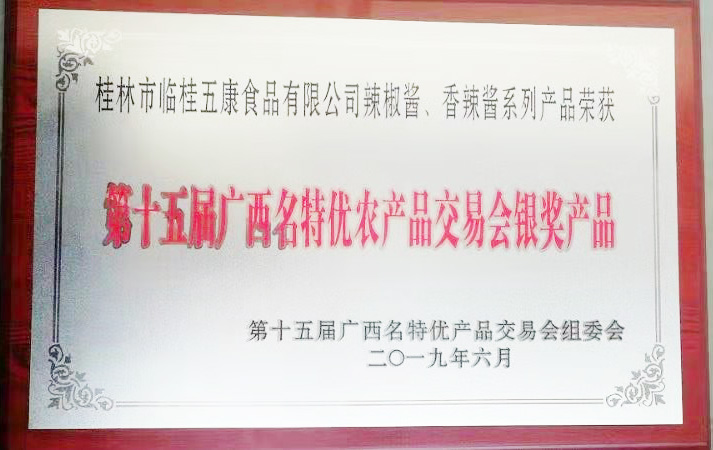 桂林市临桂五康食品有限公司辣椒酱、香辣酱系列产品荣获
第十五届广西名特优农产品交易会银奖产品
第十五届广西名特优产品交易会组委会
二〇一九年六月